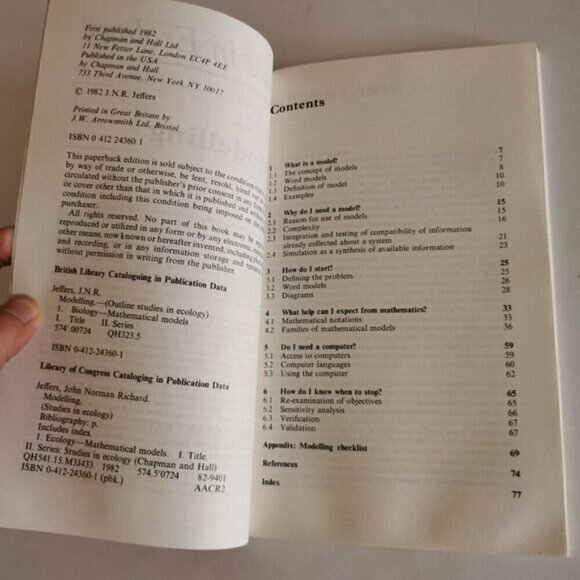 First published 1982
by Chapman and Hall Ltd
11 New Fetter Lane, London EC4P 4EE
Published in the USA
by Chapman and Hall
733 Third Avenue, New York NY 10017
© 1982 J.N.R. Jeffers
Printed in Great Britain by
J.W. Arrowsmith Ltd, Bristol
ISBN 0 412 24360 1
This paperback edition is sold subject to the condition that
by way of trade or otherwise, be lent, resold, hired out
circulated without the publisher's prior consent in any form
or cover other than that in which it is published and without
condition including this condition being imposed on the
purchaser.
All rights reserved. No part of this book may be
reproduced or utilized in any form or by any electronic,
other means, now known or hereafter invented, including
and recording, or in any information storage and
without permission in writing from the publisher.
British Library Cataloguing in Publication Data
Jeffers, J.N.R.
Modelling.—(Outline studies in ecology)
1. Biology—Mathematical models
I. Title II. Series
574'.00724 QH323.5
ISBN 0-412-24360-1
Library of Congress Cataloging in Publication Data
Jeffers, John Norman Richard.
Modelling.
(Studies in ecology)
Bibliography: p.
Includes index.
1. Ecology—Mathematical models. I. Title.
II. Series: Studies in ecology (Chapman and Hall)
QH541.15.M3J433 1982 574.5'0724 82-9401
ISBN 0-412-24360-1 (pbk.) AACR2
Contents
1 What is a model? 7
1.1 The concept of models 7
1.2 Word models 8
1.3 Definition of model 10
1.4 Examples 10
2 Why do I need a model? 15
2.1 Reason for use of models 15
2.2 Complexity 16
2.3 Integration and testing of compatibility of information
already collected about a system 21
2.4 Simulation as a synthesis of available information 23
3 How do I start? 25
3.1 Defining the problem 25
3.2 Word models 26
3.3 Diagrams 28
4 What help can I expect from mathematics? 33
4.1 Mathematical notations 33
4.2 Families of mathematical models 36
5 Do I need a computer? 59
5.1 Access to computers 59
5.2 Computer languages 60
5.3 Using the computer 62
6 How do I know when to stop? 65
6.1 Re-examination of objectives 65
6.2 Sensitivity analysis 66
6.3 Verification 67
6.4 Validation 67
Appendix: Modelling checklist 69
References 74
Index 77